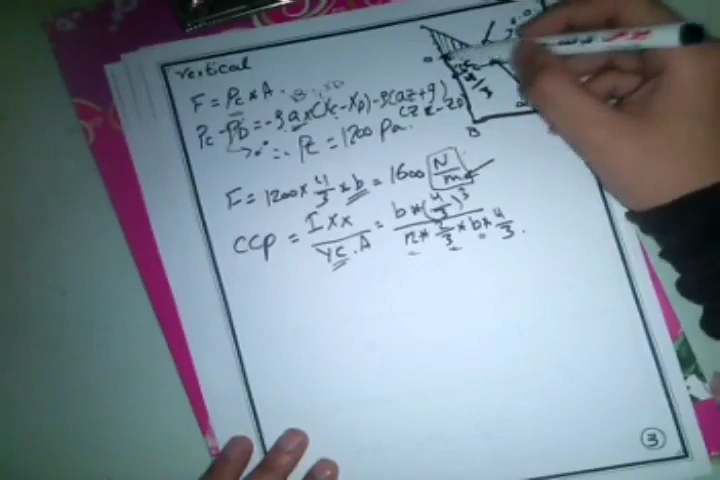 Vertical
F = Pc * A.
Pc - PD = -ρ ax (Xc - XD) - ρ (az + g)
(Zc - ZD)
∴ Pc = 1200 Pa.
F = 1200 * 4/3 * b = 1600 N/m
CCP = Ixx / (Yc . A) = b * (4/3)^3 / (12 * 2/3 * b * 4/3).
B
3